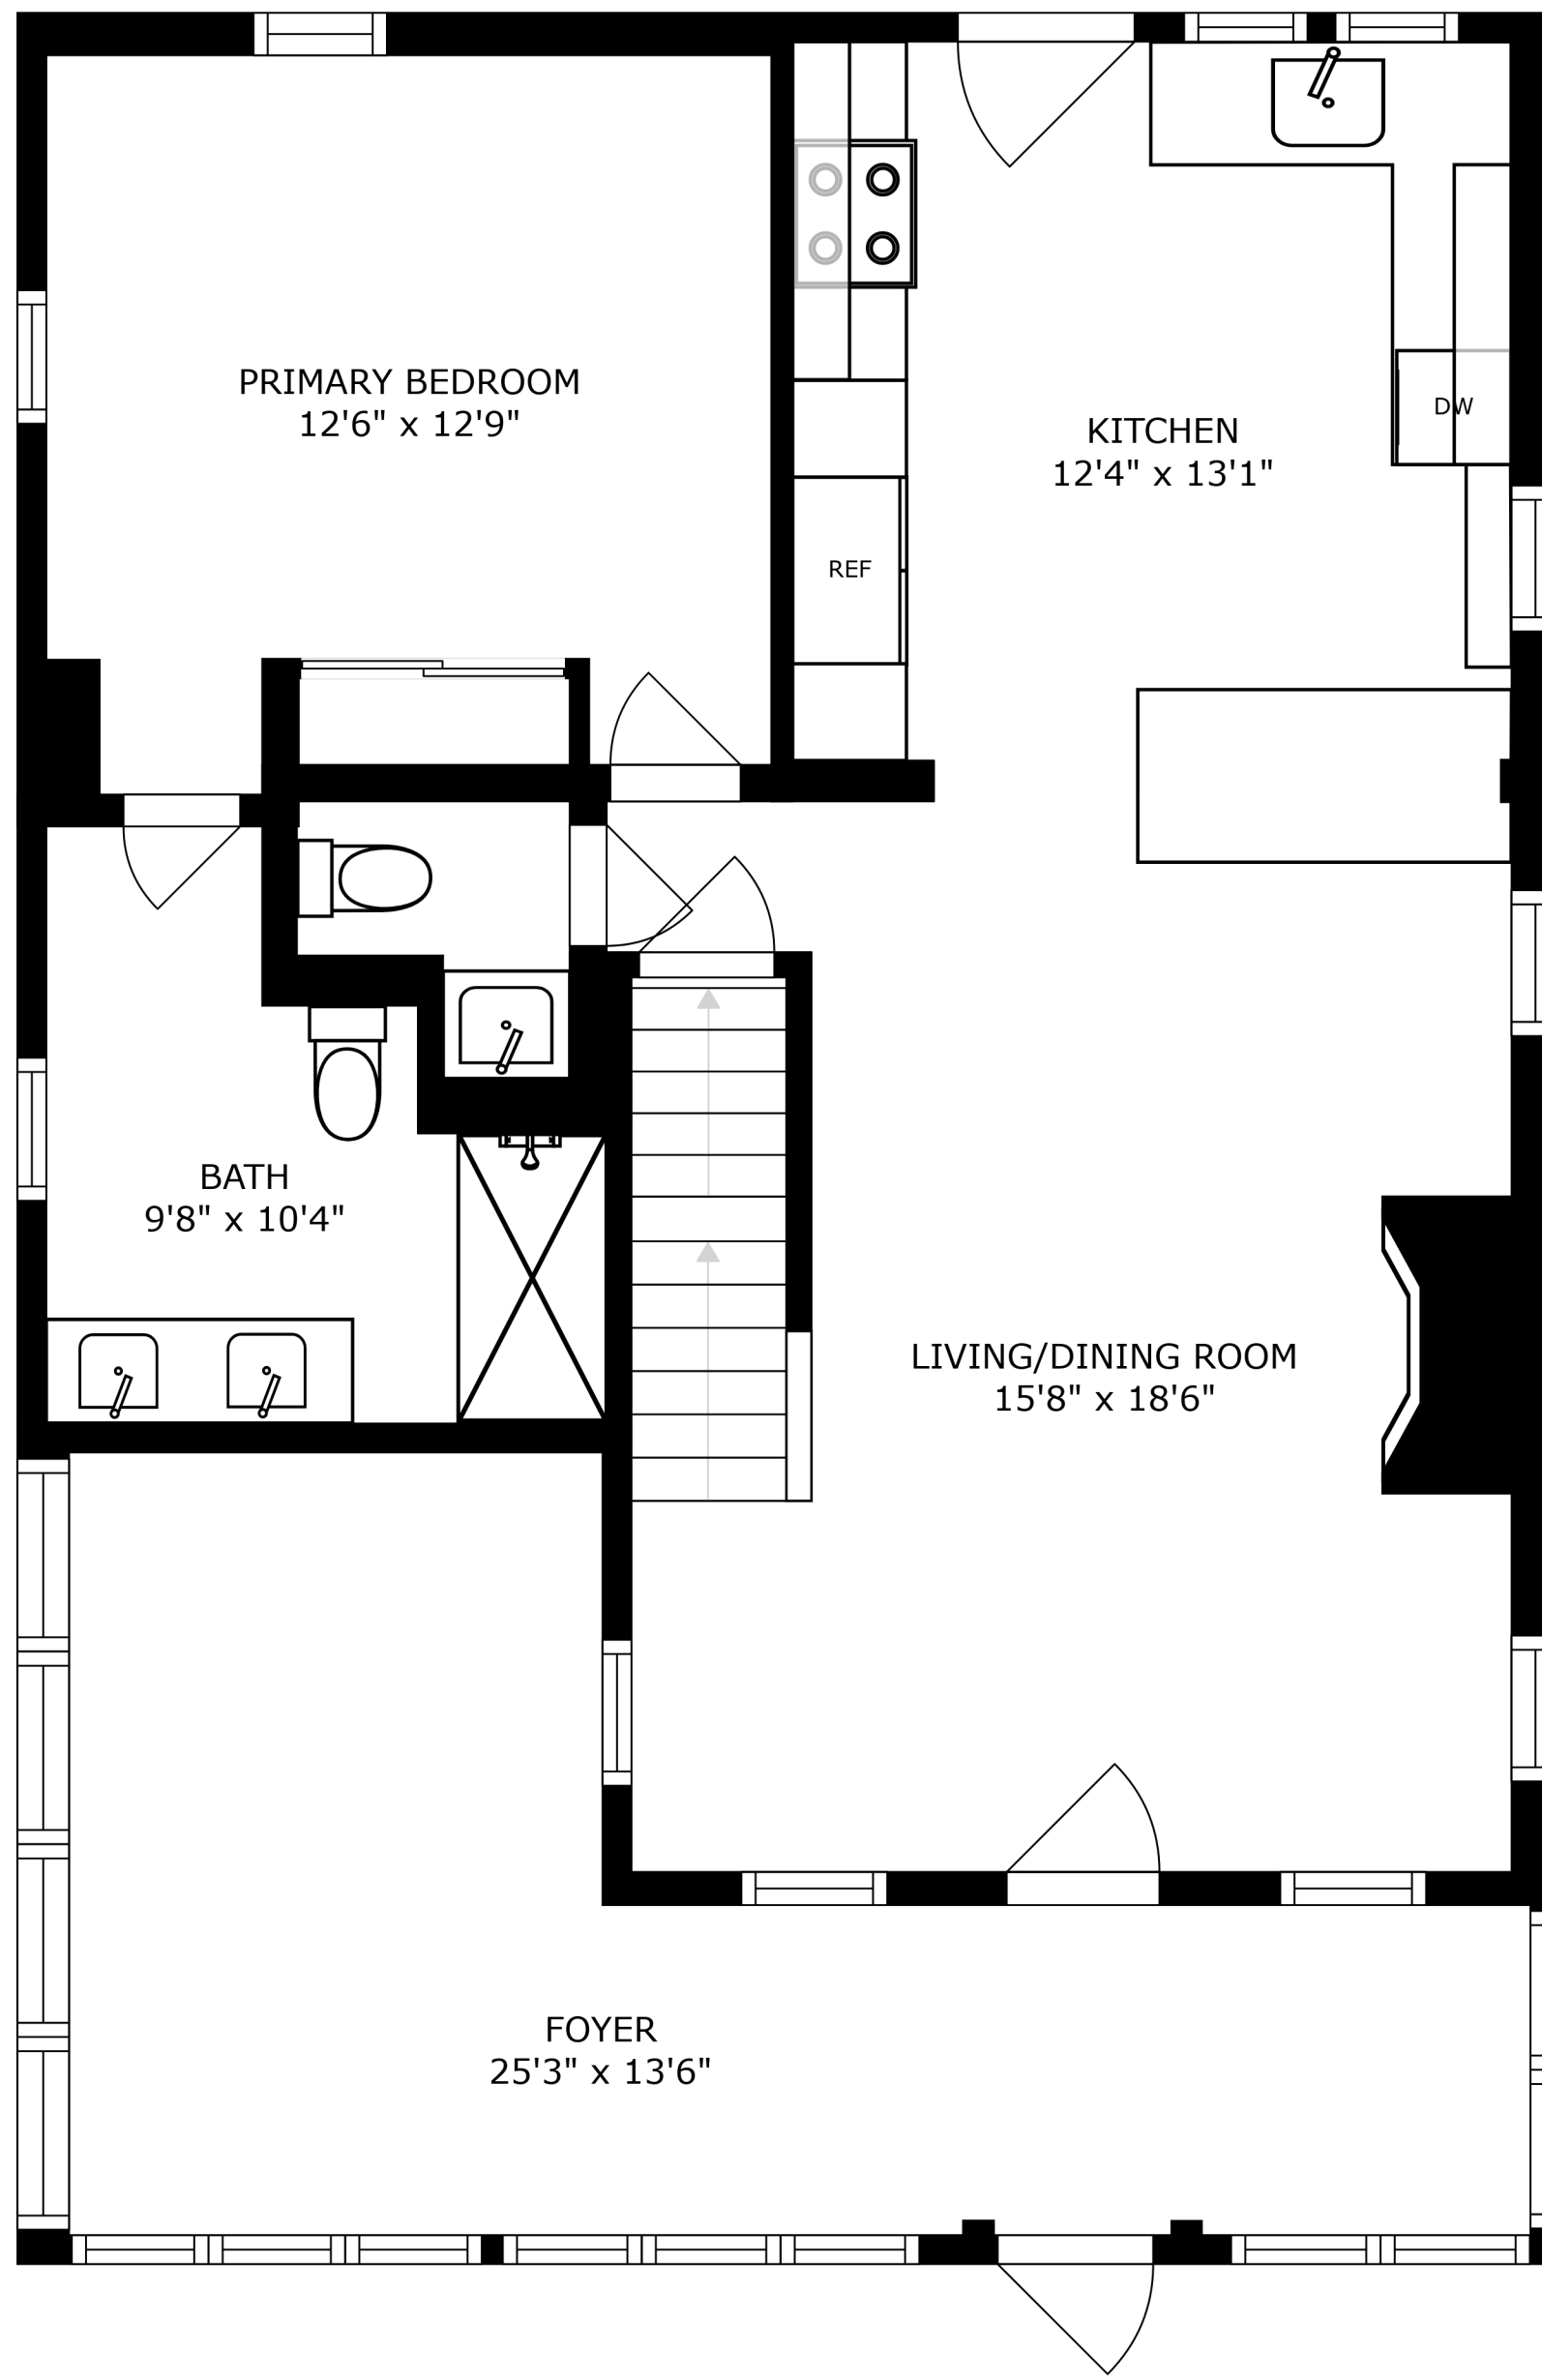 PRIMARY BEDROOM
12'6" x 12'9"
KITCHEN
12'4" x 13'1"
DW
REF
BATH
9'8" x 10'4"
LIVING/DINING ROOM
15'8" x 18'6"
FOYER
25'3" x 13'6"